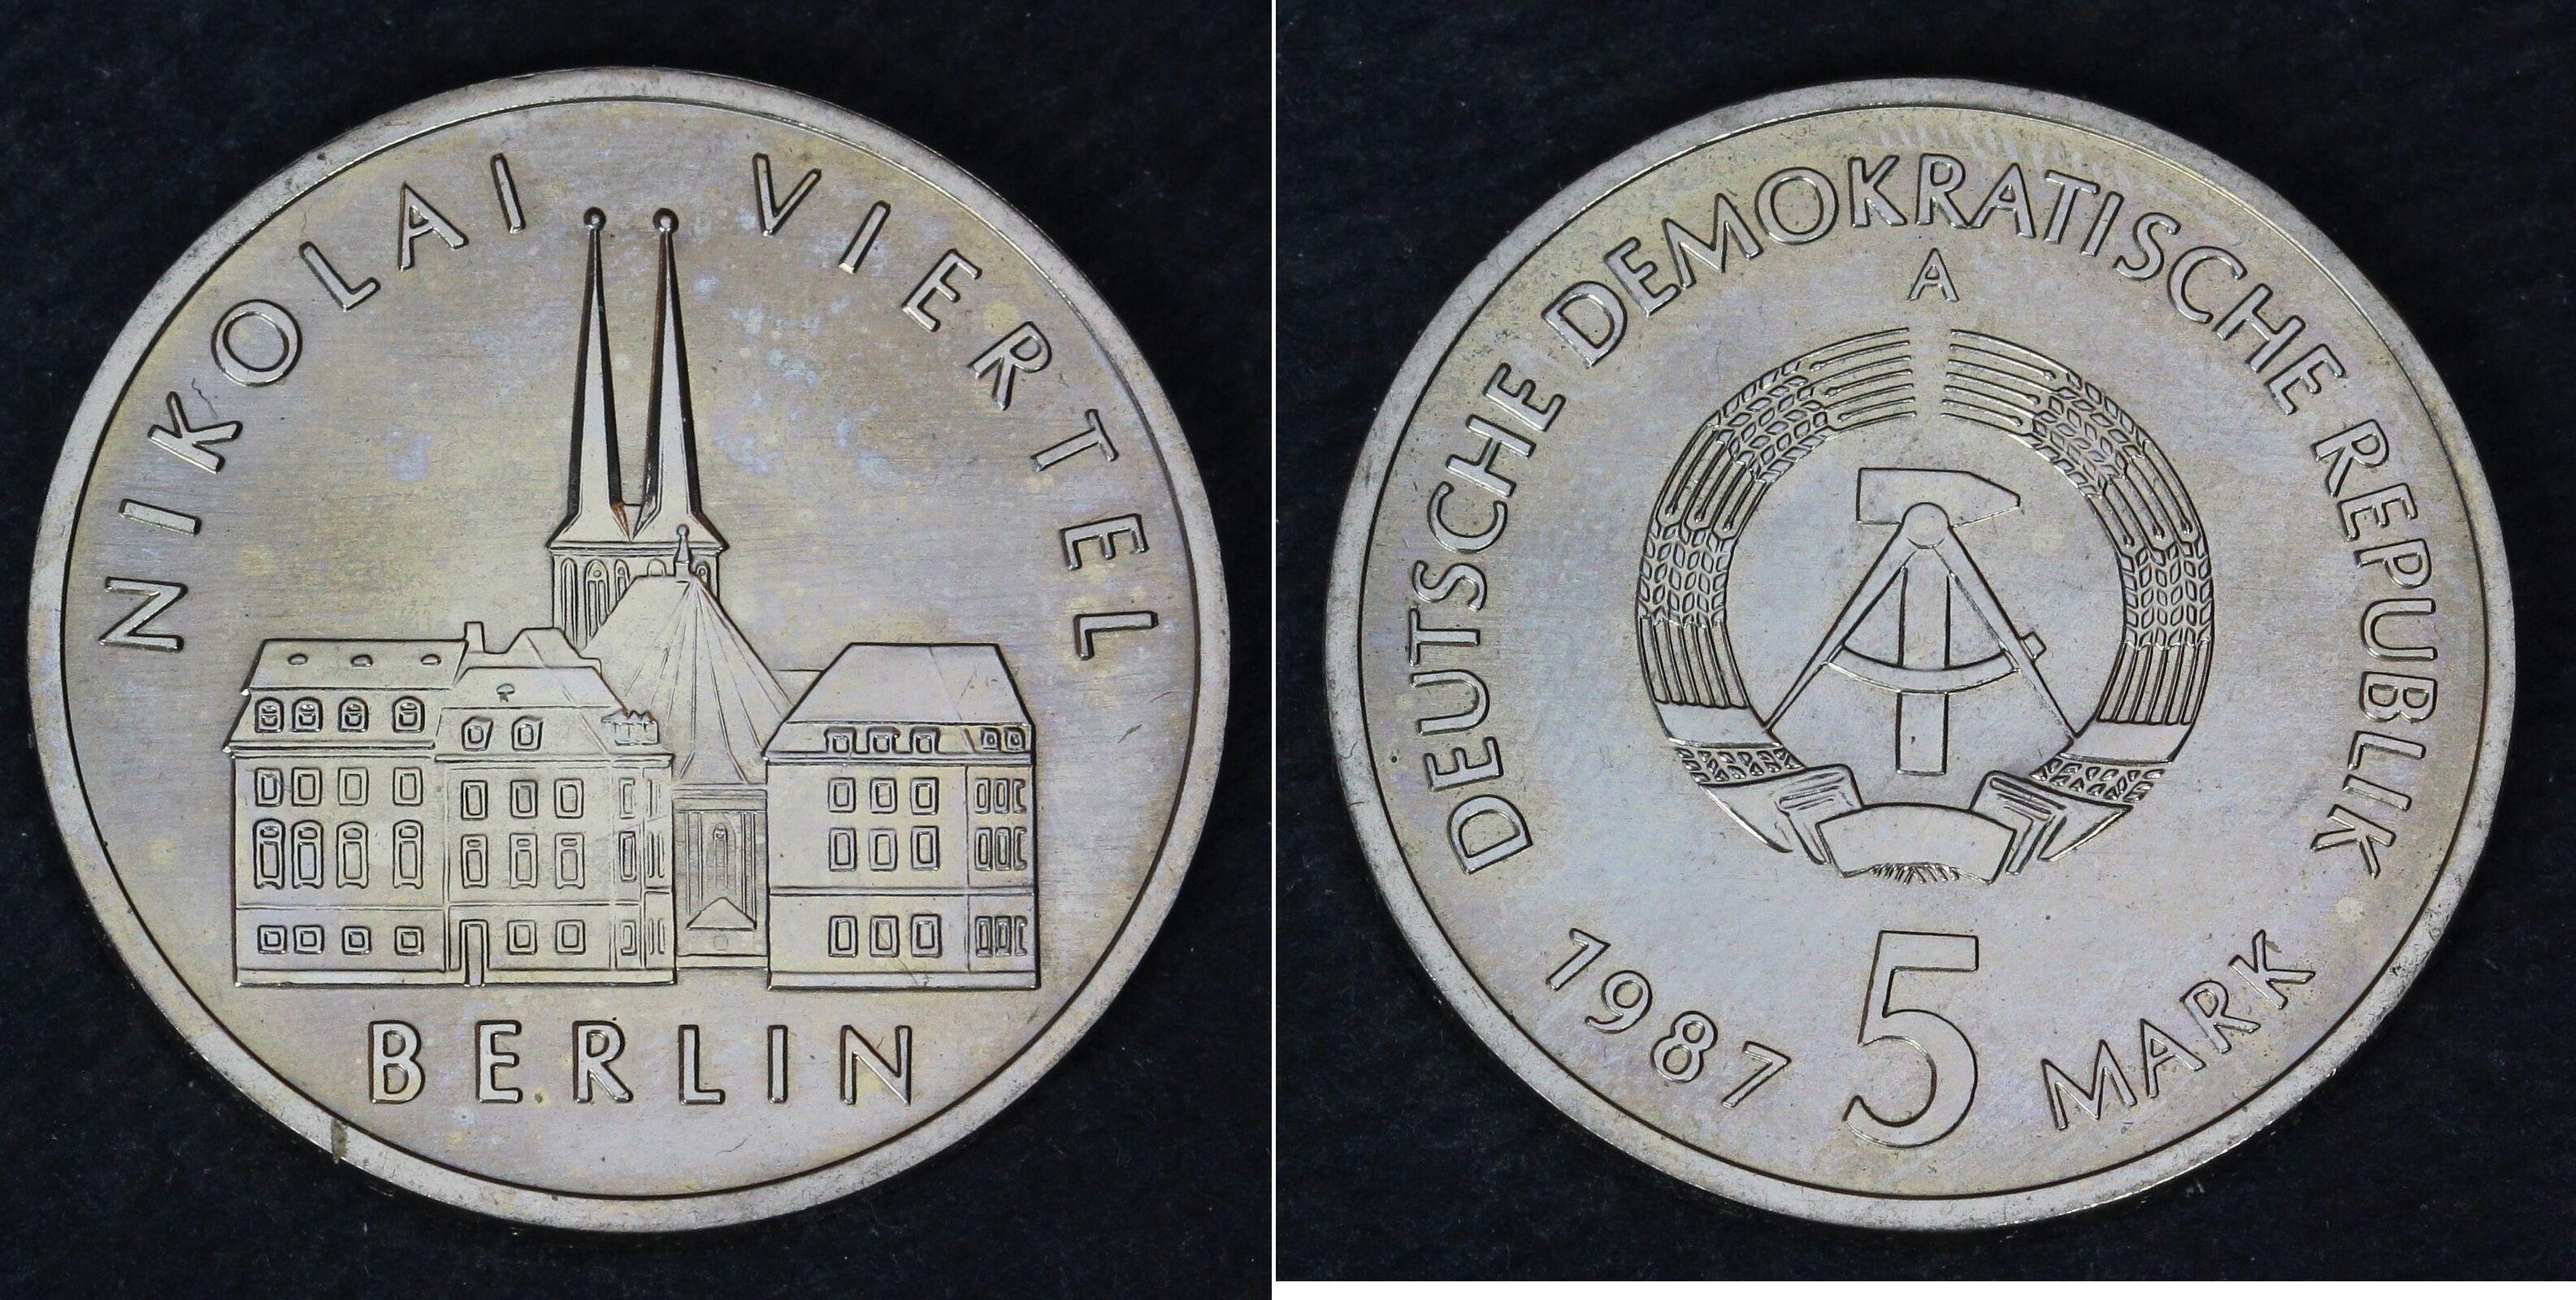 NIKOLAI VIERTEL
BERLIN
DEUTSCHE DEMOKRATISCHE REPUBLIK
A
1987 5 MARK